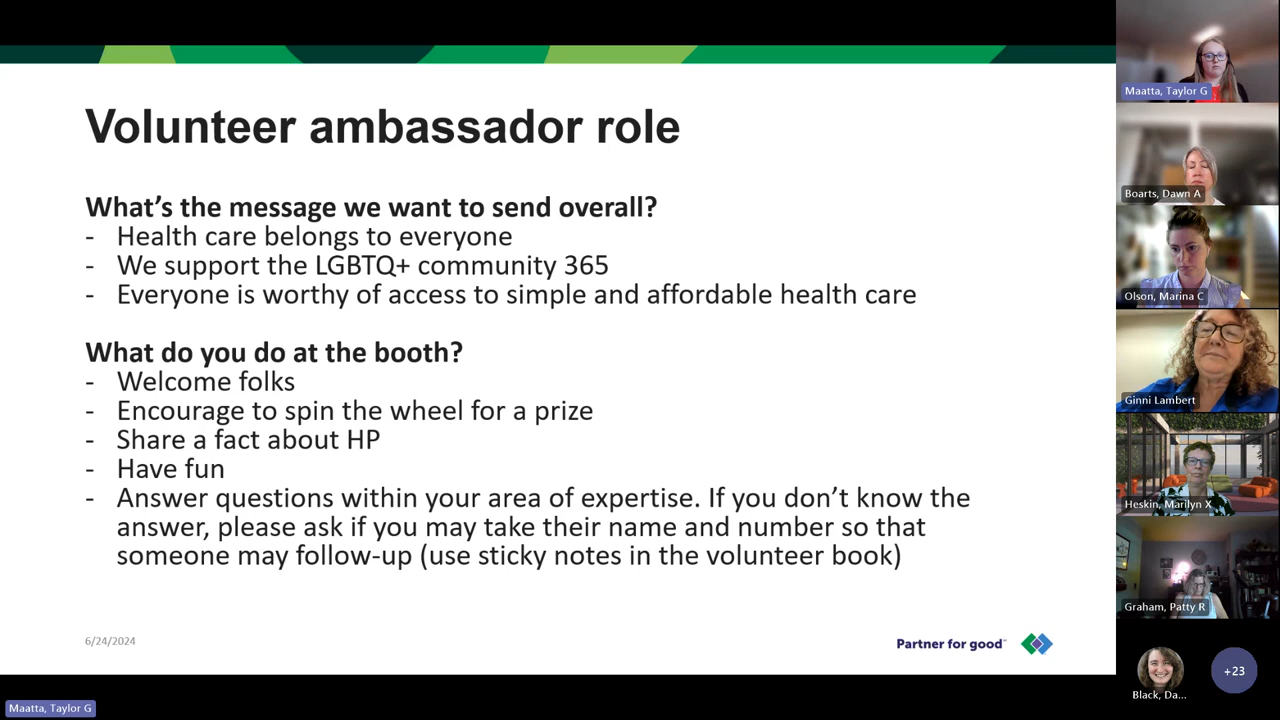 Volunteer ambassador role
What’s the message we want to send overall?
- Health care belongs to everyone
- We support the LGBTQ+ community 365
- Everyone is worthy of access to simple and affordable health care
What do you do at the booth?
- Welcome folks
- Encourage to spin the wheel for a prize
- Share a fact about HP
- Have fun
- Answer questions within your area of expertise. If you don’t know the
answer, please ask if you may take their name and number so that
someone may follow-up (use sticky notes in the volunteer book)
6/24/2024
Partner for good℠
Maatta, Taylor G
Maatta, Taylor G
Boarts, Dawn A
Olson, Marina C
Ginni Lambert
Heskin, Marilyn X
Graham, Patty R
Black, Da...
+23